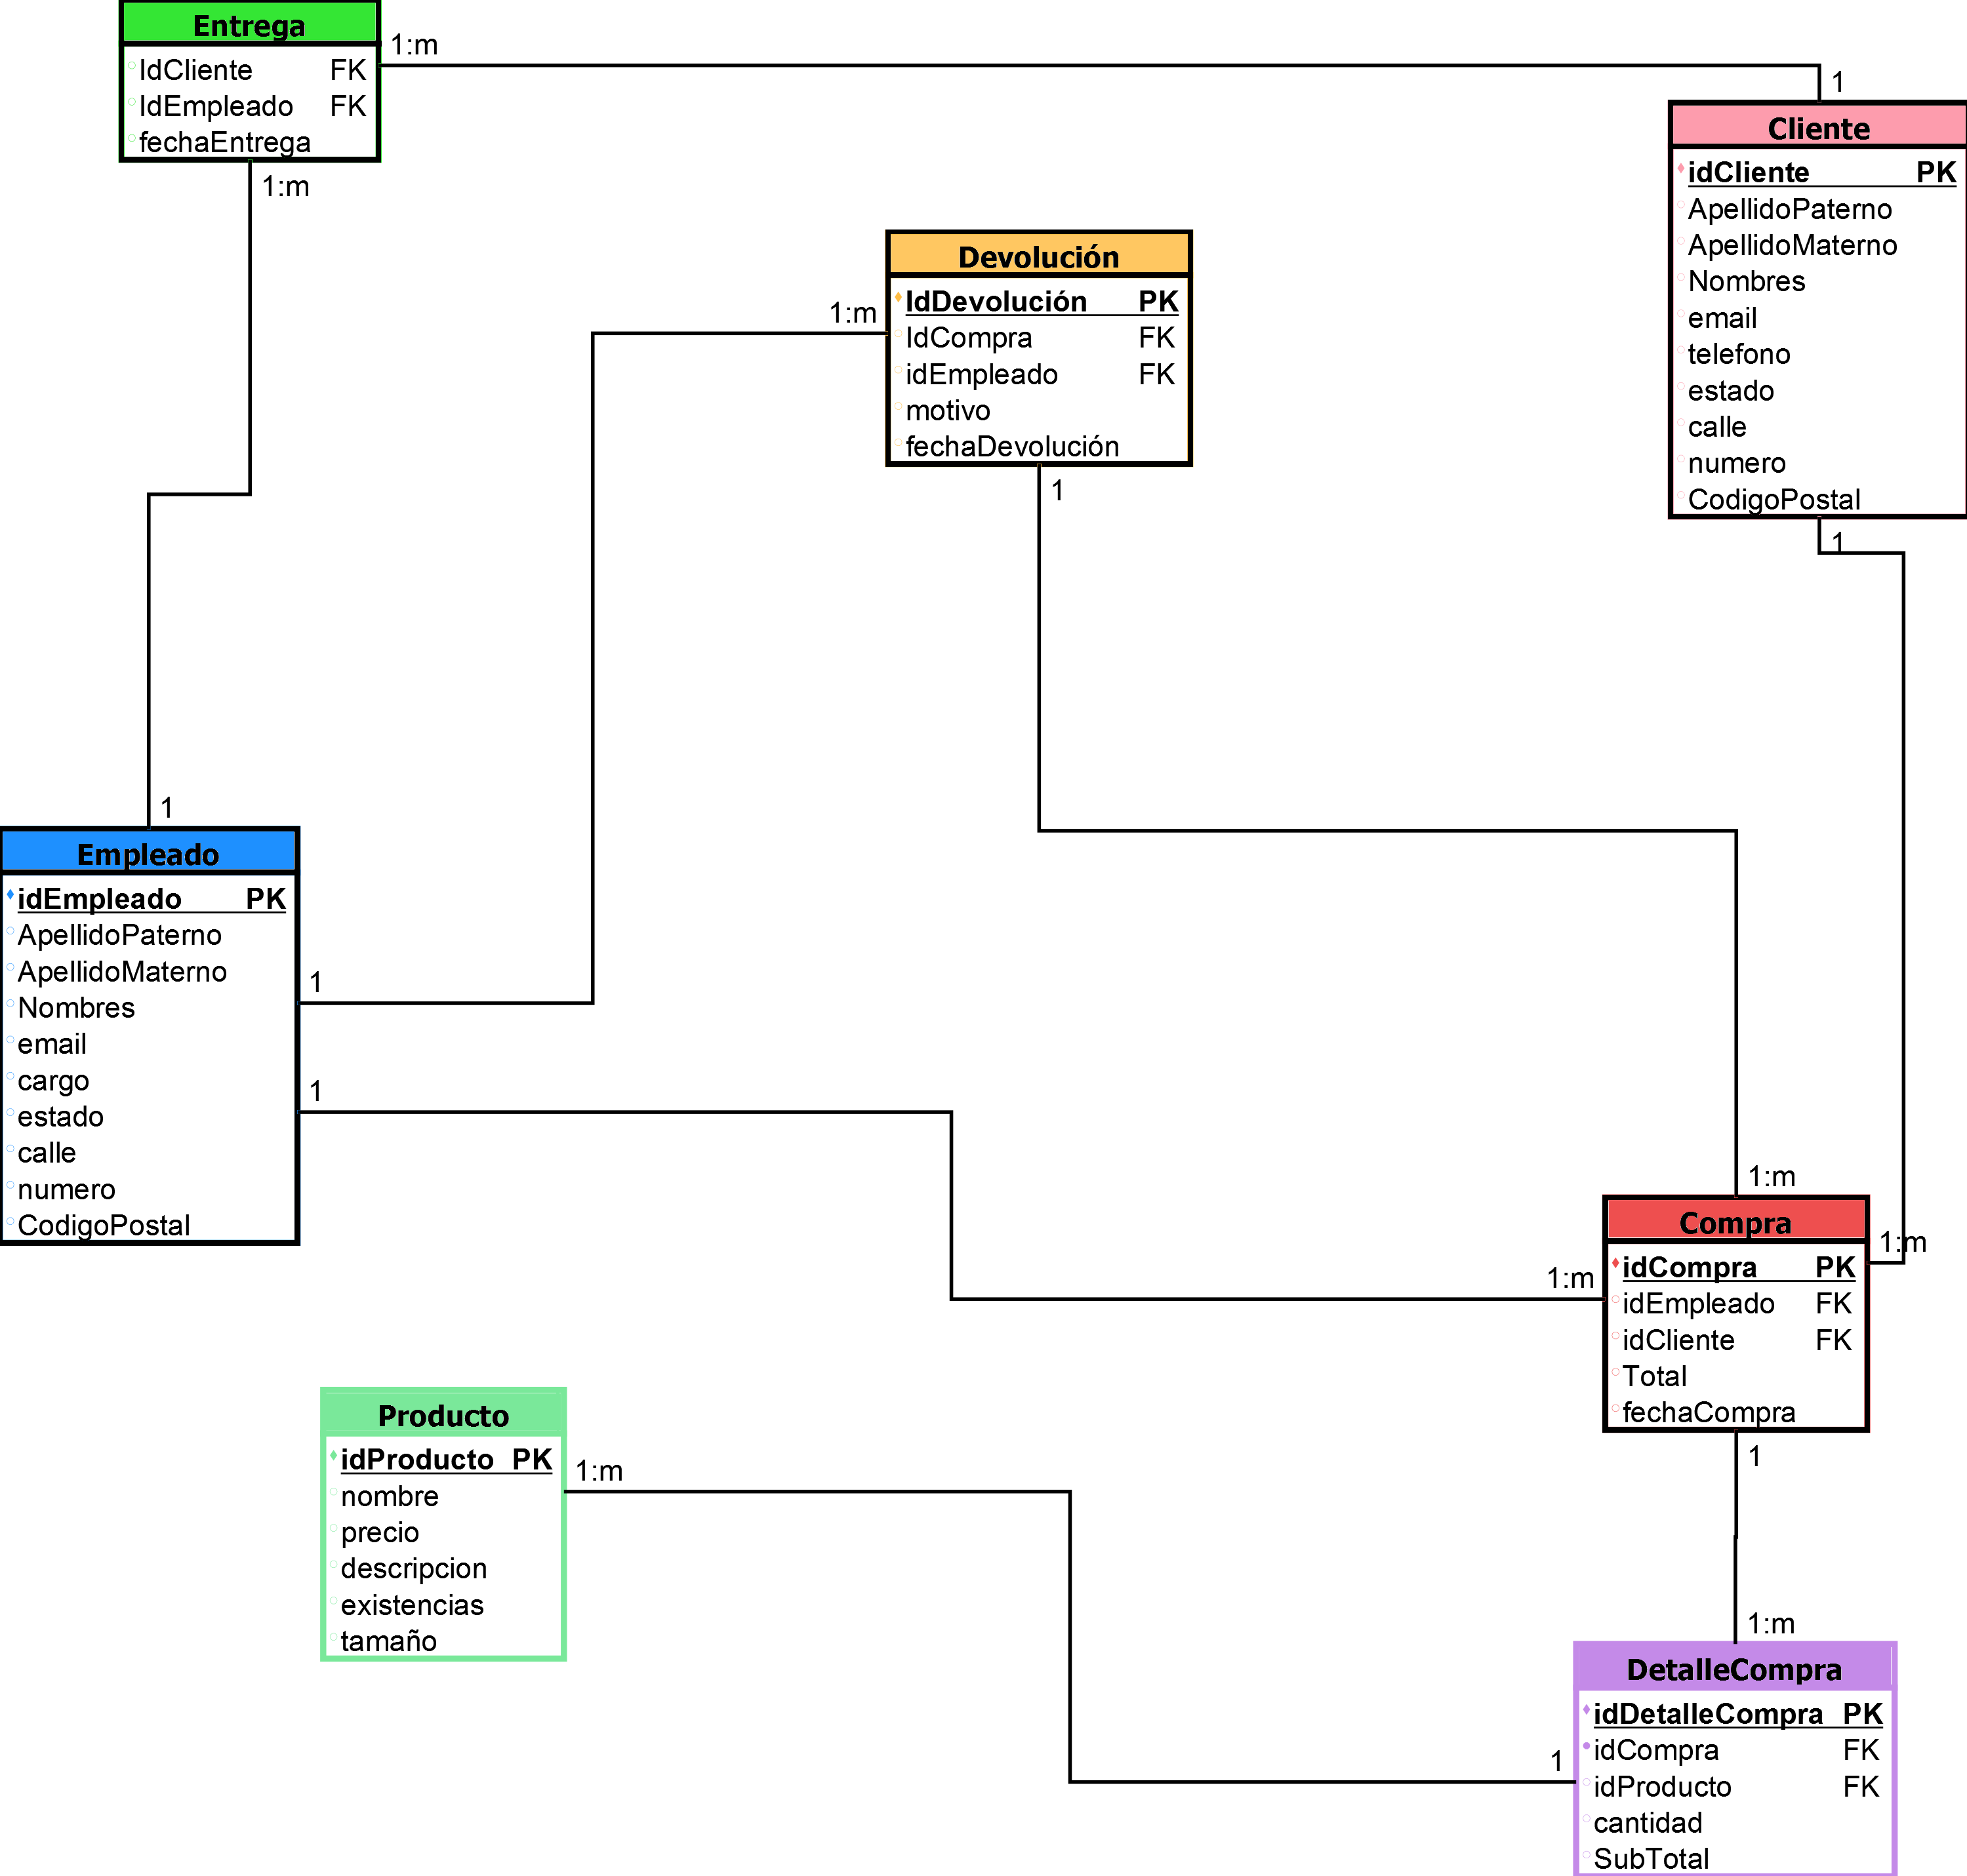 Entrega
IdCliente FK
IdEmpleado FK
fechaEntrega
1:m
1:m
1
Cliente
idCliente PK
ApellidoPaterno
ApellidoMaterno
Nombres
email
telefono
estado
calle
numero
CodigoPostal
1
Devolución
IdDevolución PK
IdCompra FK
idEmpleado FK
motivo
fechaDevolución
1:m
1
1
Empleado
idEmpleado PK
ApellidoPaterno
ApellidoMaterno
Nombres
email
cargo
estado
calle
numero
CodigoPostal
1
1
1:m
1:m
1:m
Compra
idCompra PK
idEmpleado FK
idCliente FK
Total
fechaCompra
1
Producto
idProducto PK
nombre
precio
descripcion
existencias
tamaño
1:m
1:m
1
DetalleCompra
idDetalleCompra PK
idCompra FK
idProducto FK
cantidad
SubTotal